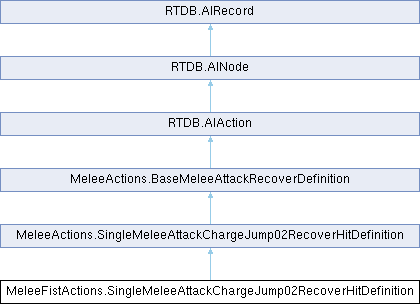 RTDB.AIRecord
RTDB.AINode
RTDB.AIAction
MeleeActions.BaseMeleeAttackRecoverDefinition
MeleeActions.SingleMeleeAttackChargeJump02RecoverHitDefinition
MeleeFistActions.SingleMeleeAttackChargeJump02RecoverHitDefinition